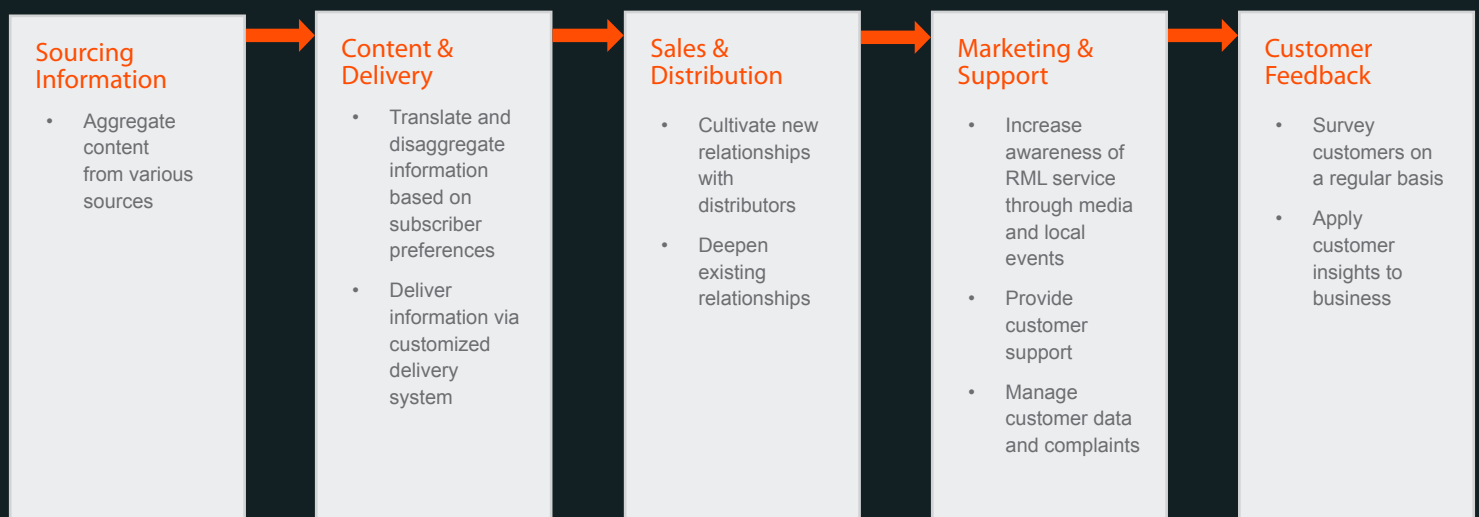 Sourcing
Information
• Aggregate
content
from various
sources
Content &
Delivery
• Translate and
disaggregate
information
based on
subscriber
preferences
• Deliver
information via
customized
delivery
system
Sales &
Distribution
• Cultivate new
relationships
with
distributors
• Deepen
existing
relationships
Marketing &
Support
• Increase
awareness of
RML service
through media
and local
events
• Provide
customer
support
• Manage
customer data
and complaints
Customer
Feedback
• Survey
customers on
a regular basis
• Apply
customer
insights to
business